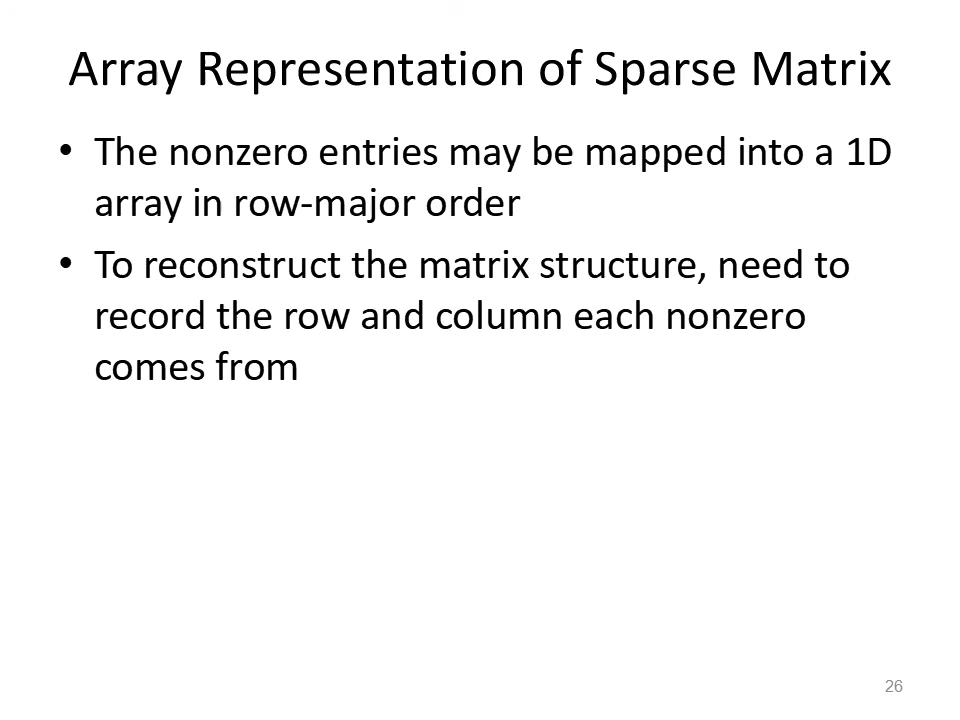 Array Representation of Sparse Matrix
• The nonzero entries may be mapped into a 1D
array in row-major order
• To reconstruct the matrix structure, need to
record the row and column each nonzero
comes from
26